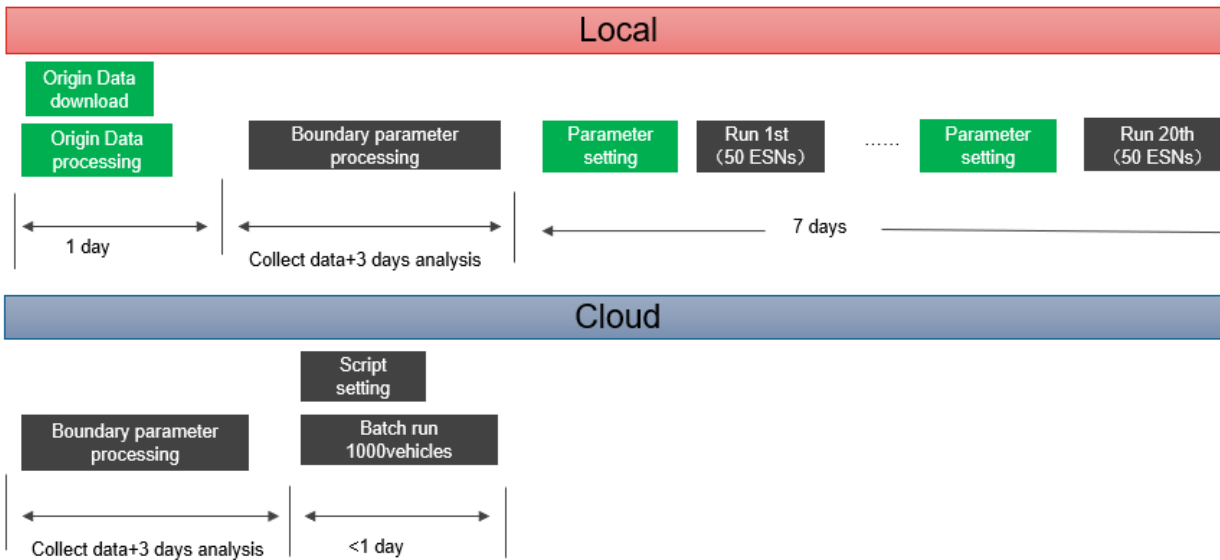 Local
Origin Data
download
Origin Data
processing
Boundary parameter
processing
Parameter
setting
Run 1st
（50 ESNs）
......
Parameter
setting
Run 20th
（50 ESNs）
1 day
Collect data+3 days analysis
7 days
Cloud
Script
setting
Boundary parameter
processing
Batch run
1000vehicles
Collect data+3 days analysis
<1 day